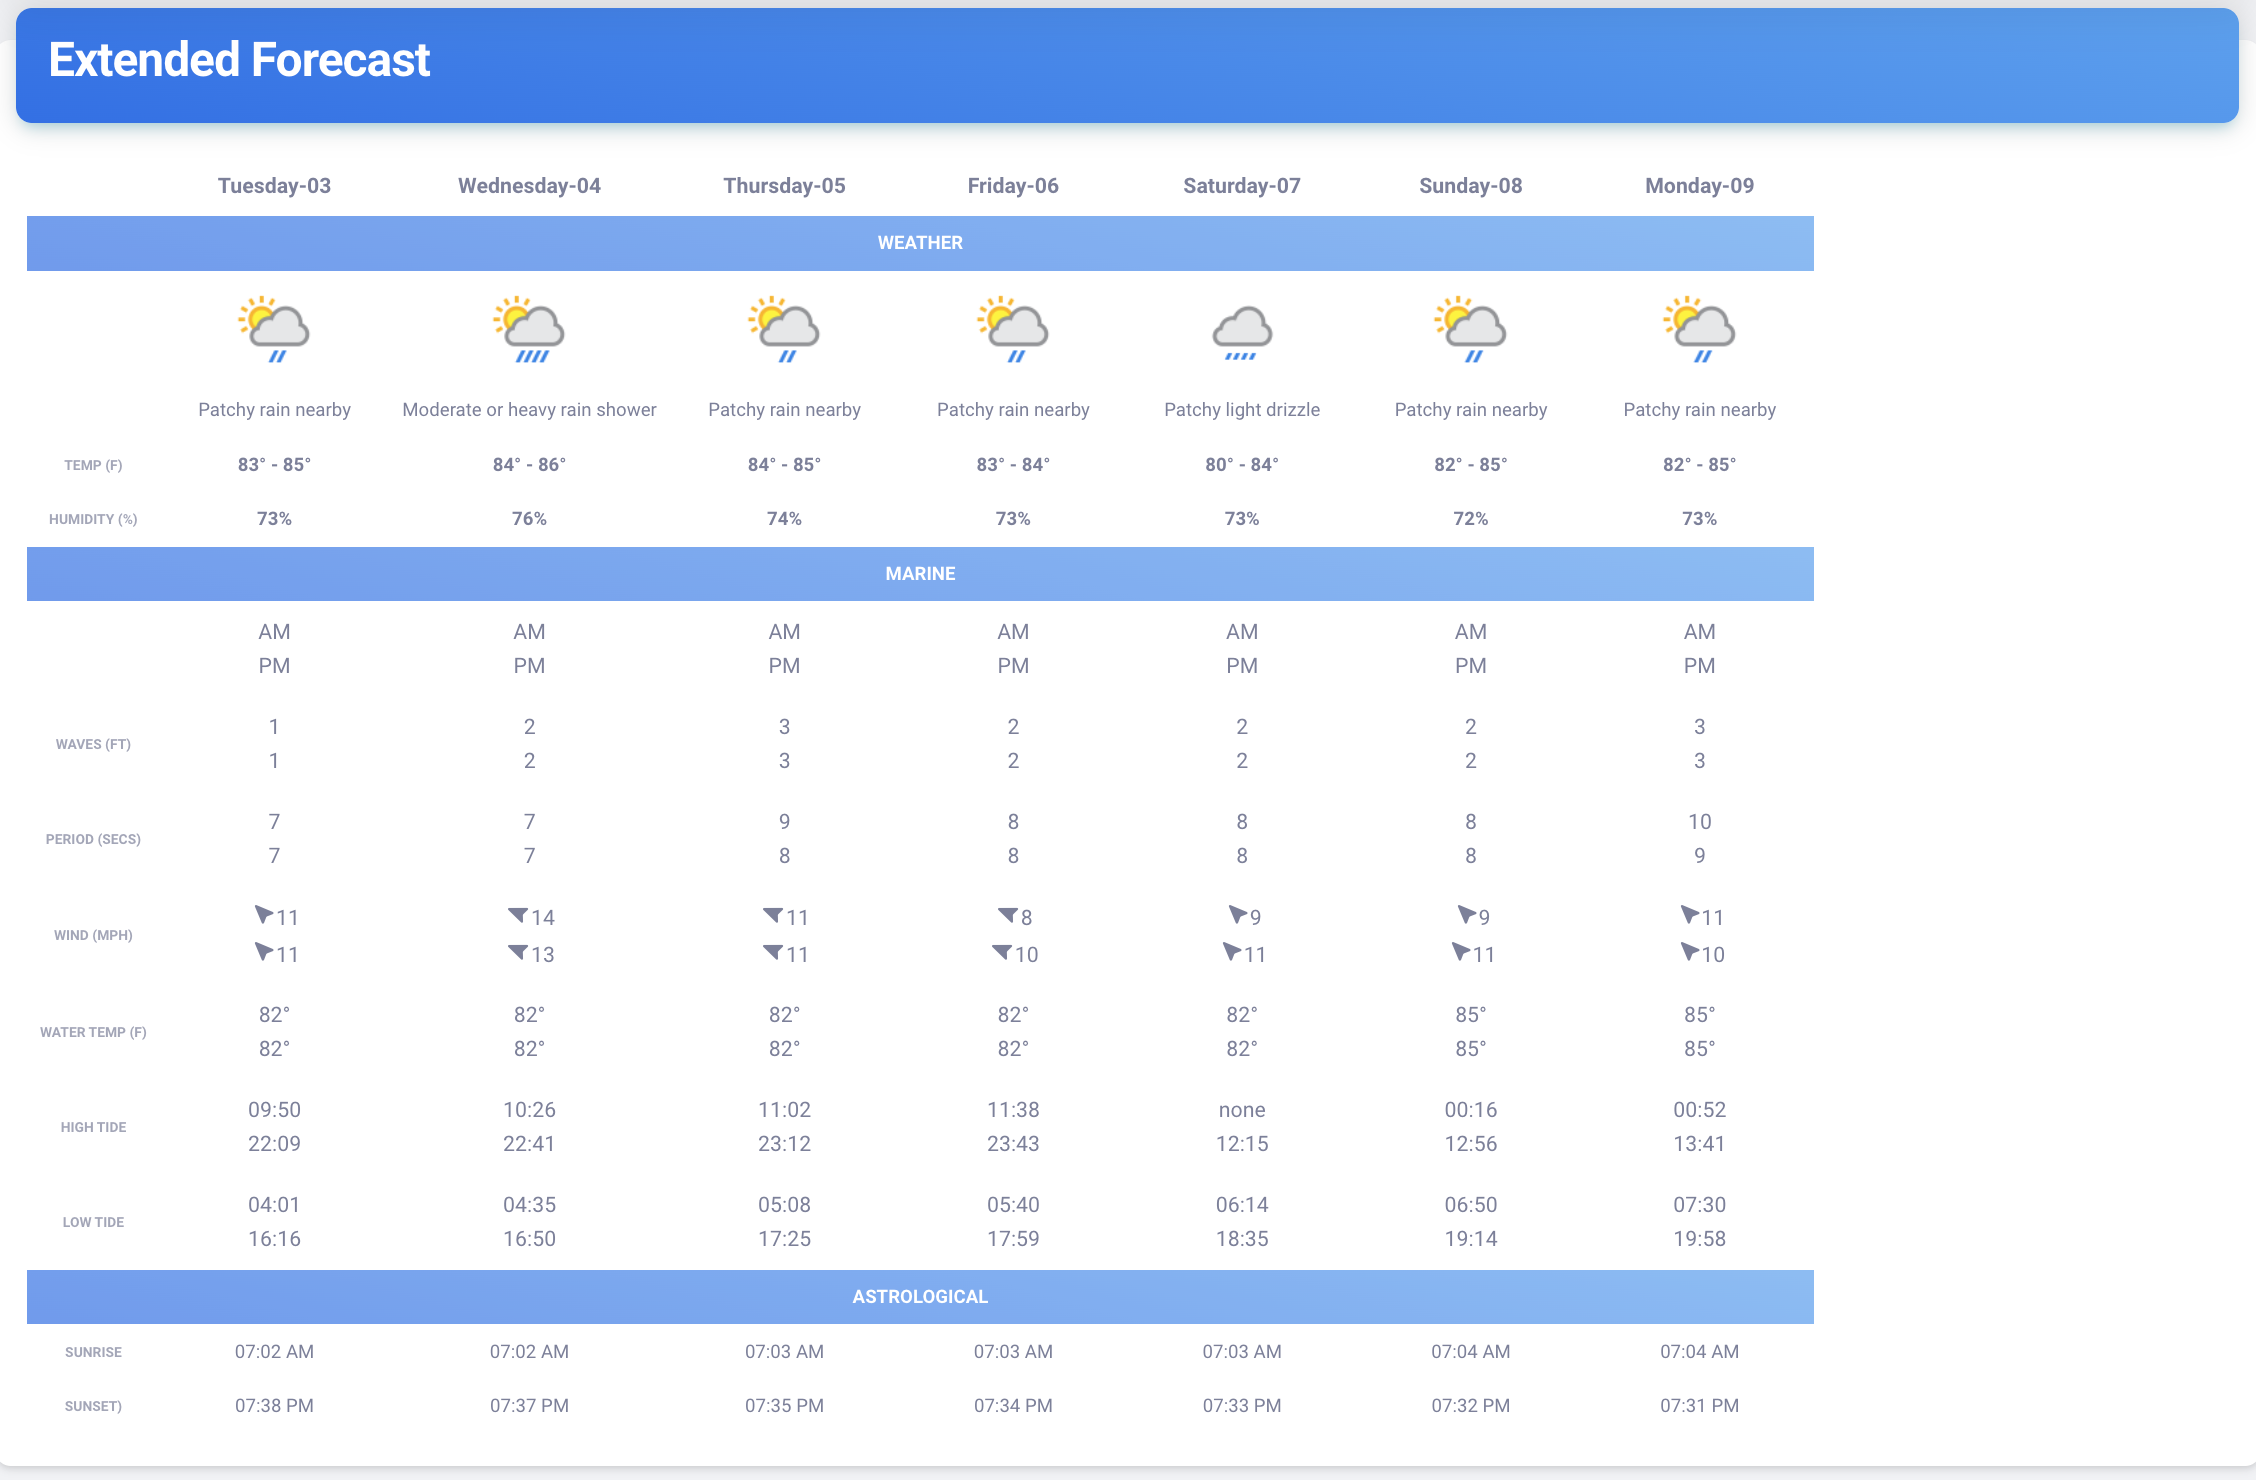 Extended Forecast
Tuesday-03 Wednesday-04 Thursday-05 Friday-06 Saturday-07 Sunday-08 Monday-09
WEATHER
Patchy rain nearby Moderate or heavy rain shower Patchy rain nearby Patchy rain nearby Patchy light drizzle Patchy rain nearby Patchy rain nearby
TEMP (F) 83° - 85° 84° - 86° 84° - 85° 83° - 84° 80° - 84° 82° - 85° 82° - 85°
HUMIDITY (%) 73% 76% 74% 73% 73% 72% 73%
MARINE
AM AM AM AM AM AM AM
PM PM PM PM PM PM PM
WAVES (FT)
1 2 3 2 2 2 3
1 2 3 2 2 2 3
PERIOD (SECS)
7 7 9 8 8 8 10
7 7 8 8 8 8 9
WIND (MPH)
11 14 11 8 9 9 11
11 13 11 10 11 11 10
WATER TEMP (F)
82° 82° 82° 82° 82° 85° 85°
82° 82° 82° 82° 82° 85° 85°
HIGH TIDE
09:50 10:26 11:02 11:38 none 00:16 00:52
22:09 22:41 23:12 23:43 12:15 12:56 13:41
LOW TIDE
04:01 04:35 05:08 05:40 06:14 06:50 07:30
16:16 16:50 17:25 17:59 18:35 19:14 19:58
ASTROLOGICAL
SUNRISE 07:02 AM 07:02 AM 07:03 AM 07:03 AM 07:03 AM 07:04 AM 07:04 AM
SUNSET) 07:38 PM 07:37 PM 07:35 PM 07:34 PM 07:33 PM 07:32 PM 07:31 PM